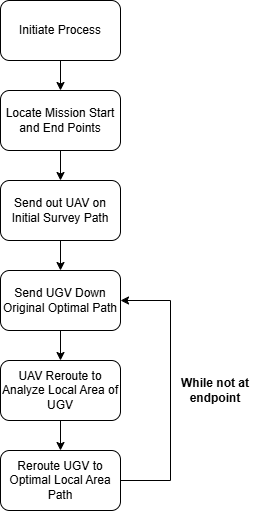 Initiate Process
Locate Mission Start
and End Points
Send out UAV on
Initial Survey Path
Send UGV Down
Original Optimal Path
UAV Reroute to
Analyze Local Area of
UGV
While not at
endpoint
Reroute UGV to
Optimal Local Area
Path